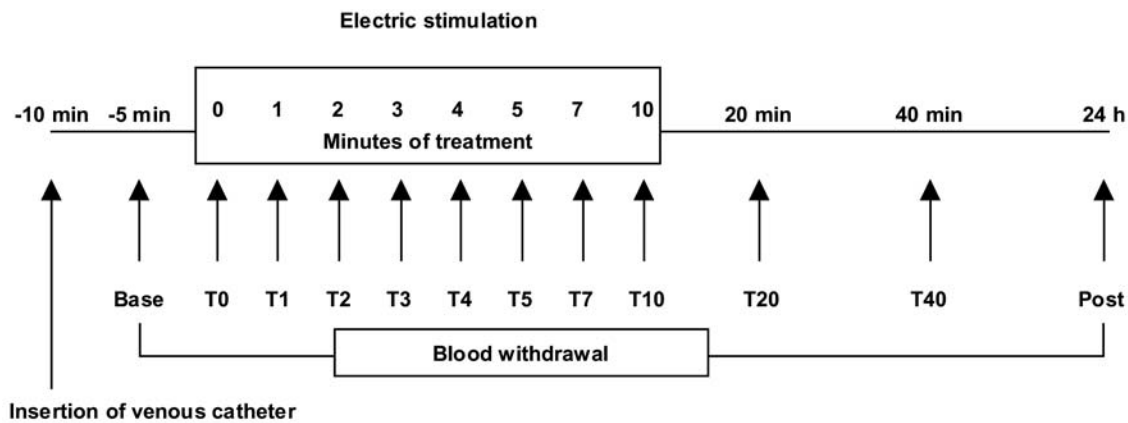 Electric stimulation
-10 min -5 min 0 1 2 3 4 5 7 10 20 min 40 min 24 h
Minutes of treatment
Base T0 T1 T2 T3 T4 T5 T7 T10 T20 T40 Post
Blood withdrawal
Insertion of venous catheter